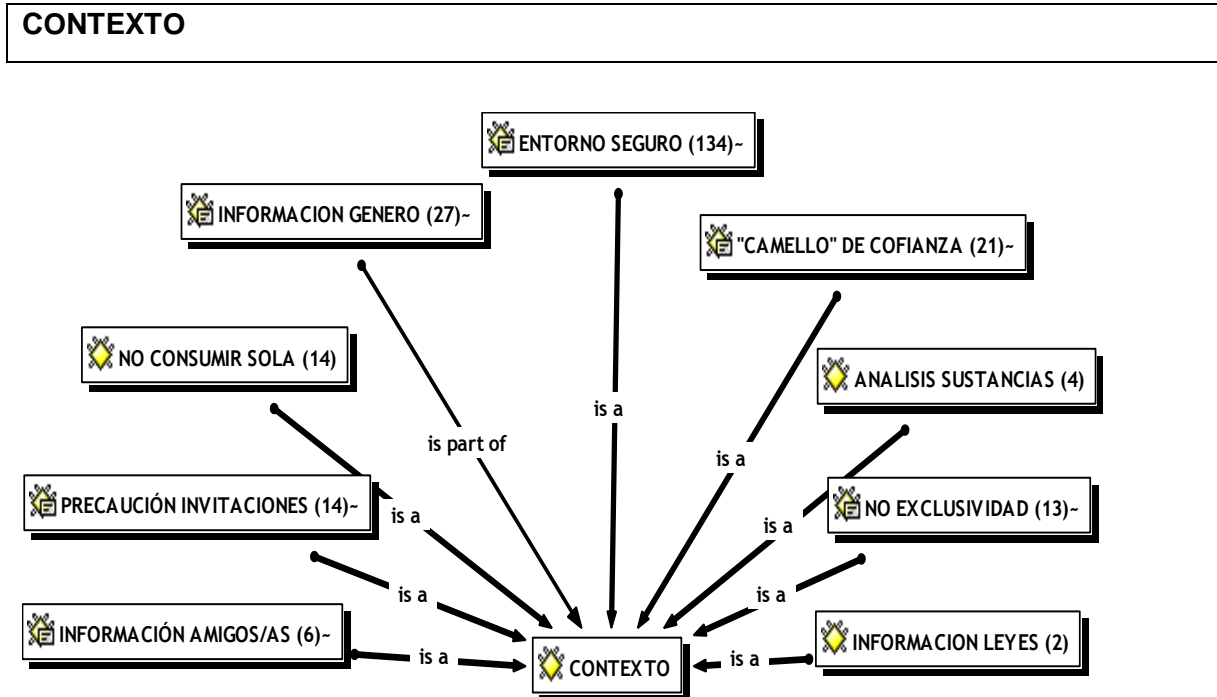 CONTEXTO
ENTORNO SEGURO (134)~
INFORMACION GENERO (27)~
"CAMELLO" DE COFIANZA (21)~
NO CONSUMIR SOLA (14)
ANALISIS SUSTANCIAS (4)
is a
is part of
is a
PRECAUCIÓN INVITACIONES (14)~
NO EXCLUSIVIDAD (13)~
is a
is a
is a
is a
INFORMACIÓN AMIGOS/AS (6)~
is a
CONTEXTO
is a
INFORMACION LEYES (2)